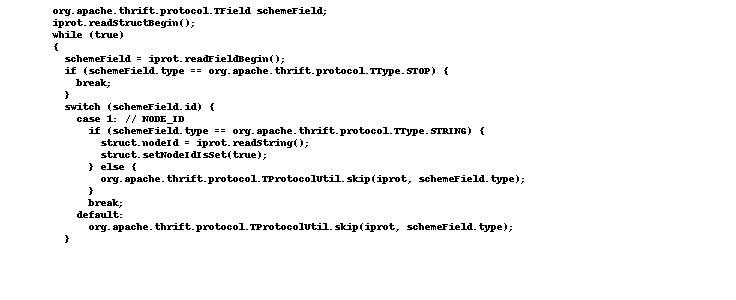 org.apache.thrift.protocol.TField schemeField;
iprot.readStructBegin();
while (true)
{
schemeField = iprot.readFieldBegin();
if (schemeField.type == org.apache.thrift.protocol.TType.STOP) {
break;
}
switch (schemeField.id) {
case 1: // NODE_ID
if (schemeField.type == org.apache.thrift.protocol.TType.STRING) {
struct.nodeId = iprot.readString();
struct.setNodeIdIsSet(true);
} else {
org.apache.thrift.protocol.TProtocolUtil.skip(iprot, schemeField.type);
}
break;
default:
org.apache.thrift.protocol.TProtocolUtil.skip(iprot, schemeField.type);
}